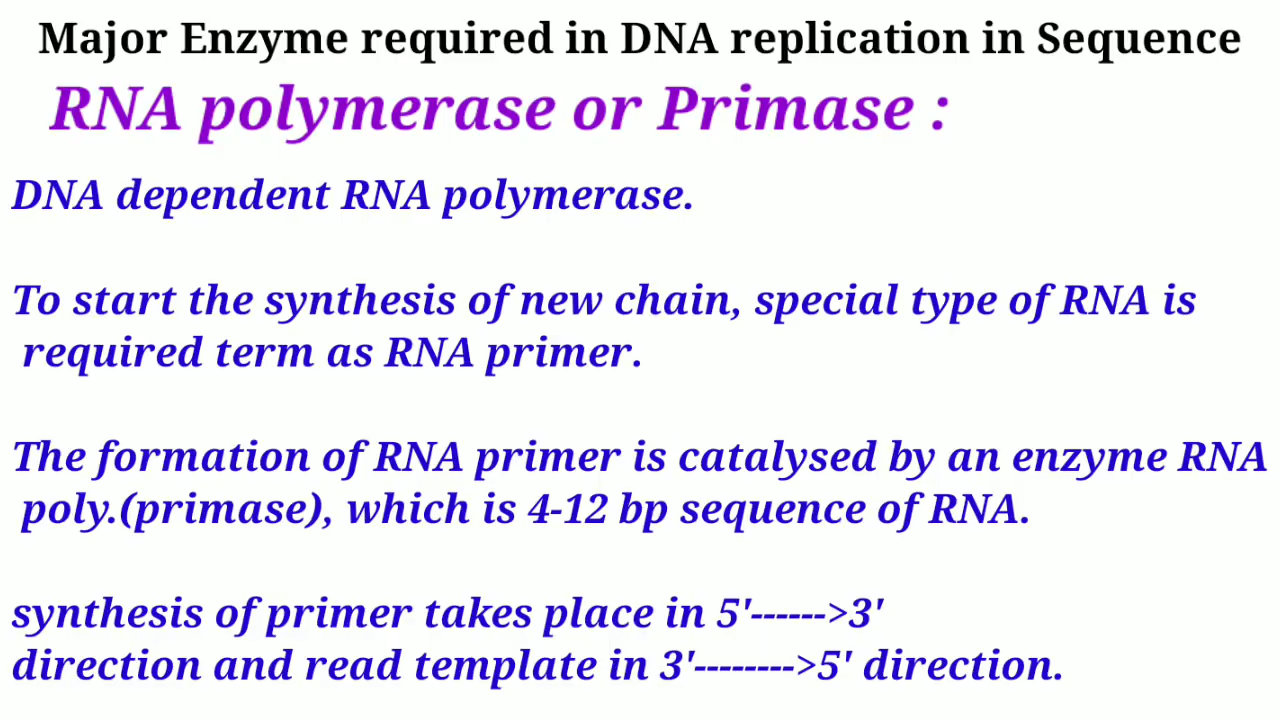 Major Enzyme required in DNA replication in Sequence
RNA polymerase or Primase :
DNA dependent RNA polymerase.
To start the synthesis of new chain, special type of RNA is
required term as RNA primer.
The formation of RNA primer is catalysed by an enzyme RNA
poly.(primase), which is 4-12 bp sequence of RNA.
synthesis of primer takes place in 5'------>3'
direction and read template in 3'-------->5' direction.